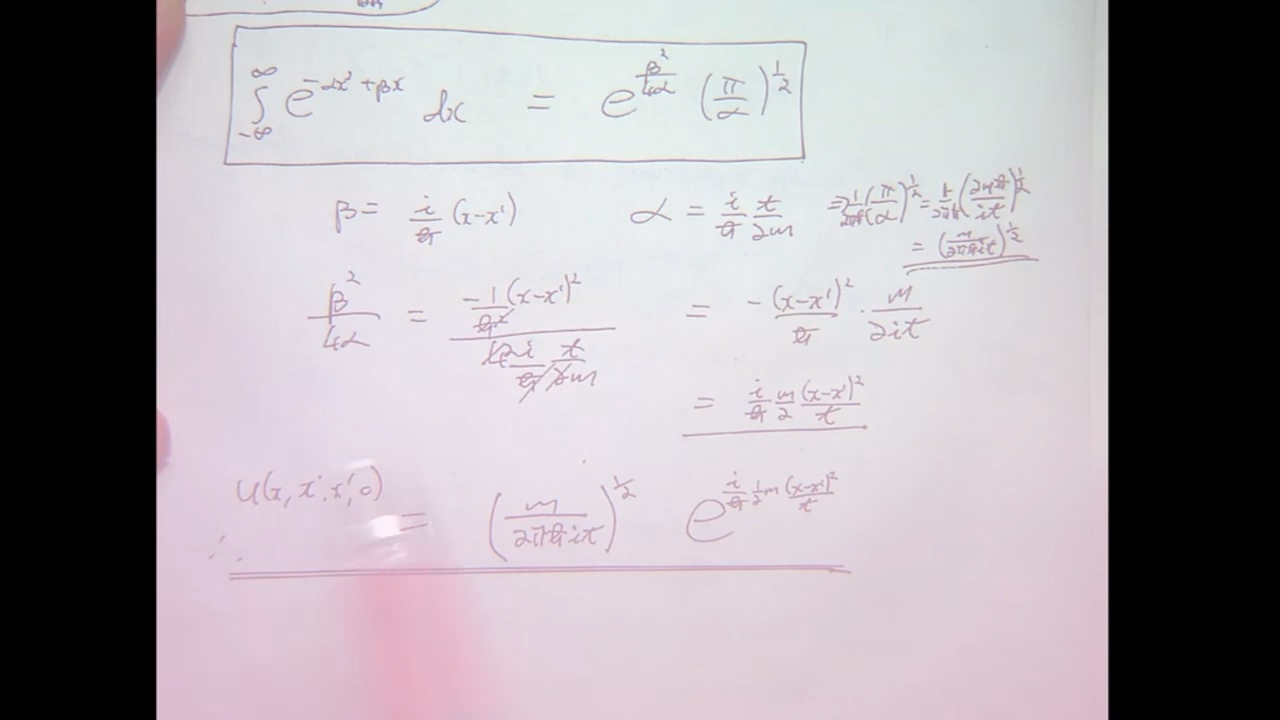 ∫_{-∞}^{∞} e^{-αx² + βx} dx = e^{β²/4α} (π/α)^{1/2}
β = i/ħ (x-x') α = i/ħ t/2m ⇒ 1/2πħ (π/α)^{1/2} = 1/2πħ (2mπħ/it)^{1/2}
= (m/2πħit)^{1/2}
β²/4α = (-1/ħ² (x-x')²)/(4 i/ħ t/2m) = -(x-x')²/ħ · m/2it
= i/ħ m/2 (x-x')²/t
∴ U(x, t; x', 0) = (m/2πħit)^{1/2} e^{i/ħ 1/2 m (x-x')²/t}